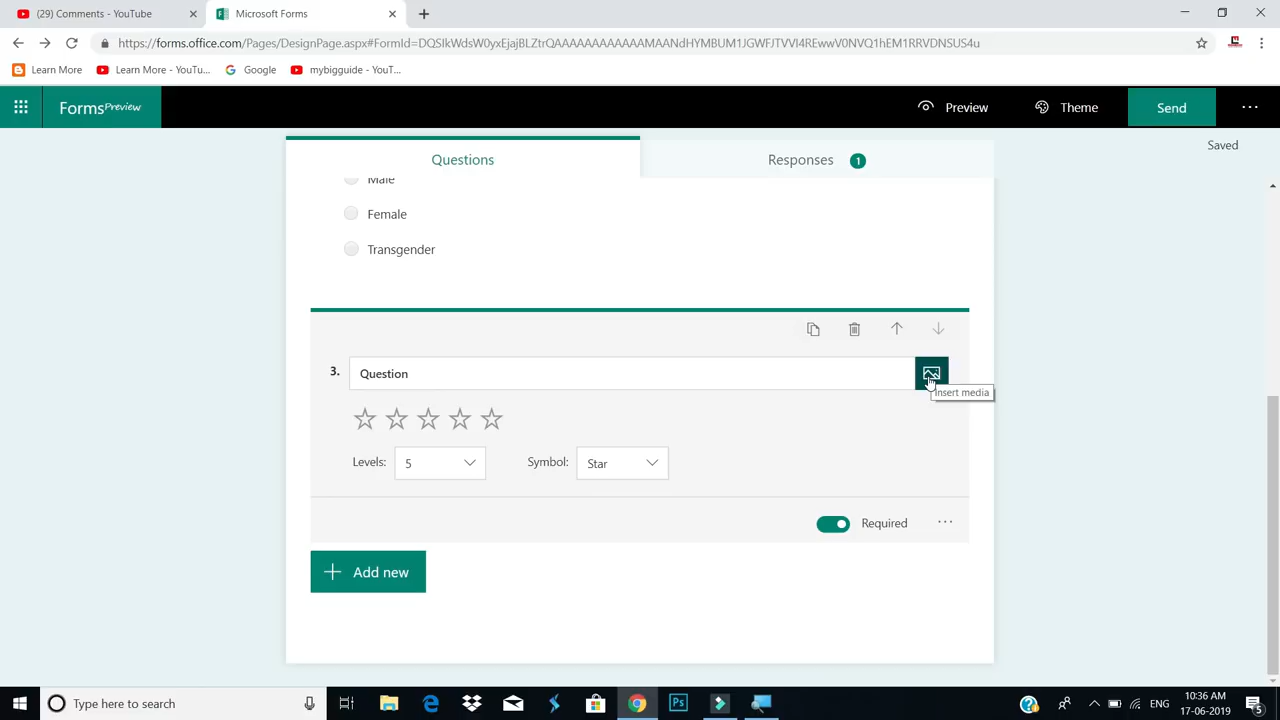 (29) Comments - YouTube
Microsoft Forms
https://forms.office.com/Pages/DesignPage.aspx#FormId=DQSIkWdsW0yxEjajBLZtrQAAAAAAAAAAAAMAANdHYMBUM1JGWFJTVVI4REwwV0NVQ1hEM1RRVDNSUS4u
Learn More
Learn More - YouTu...
Google
mybigguide - YouT...
Forms Preview
Preview
Theme
Send
...
Questions
Responses 1
Saved
Male
Female
Transgender
3. Question
Insert media
Levels: 5
Symbol: Star
Required
...
+ Add new
Type here to search
ENG
10:36 AM
17-06-2019
5